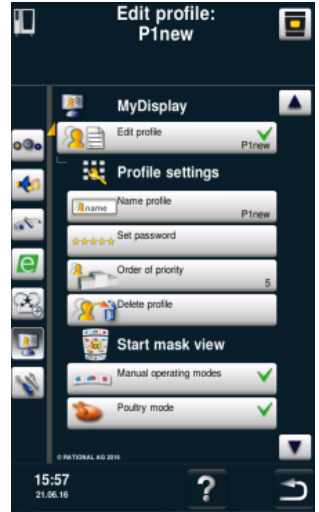 Edit profile:
P1new
MyDisplay
Edit profile
P1new
Profile settings
name
Name profile
P1new
Set password
Order of priority
5
Delete profile
Start mask view
Manual operating modes
Poultry mode
© RATIONAL AG 2016
15:57
21.06.16
?